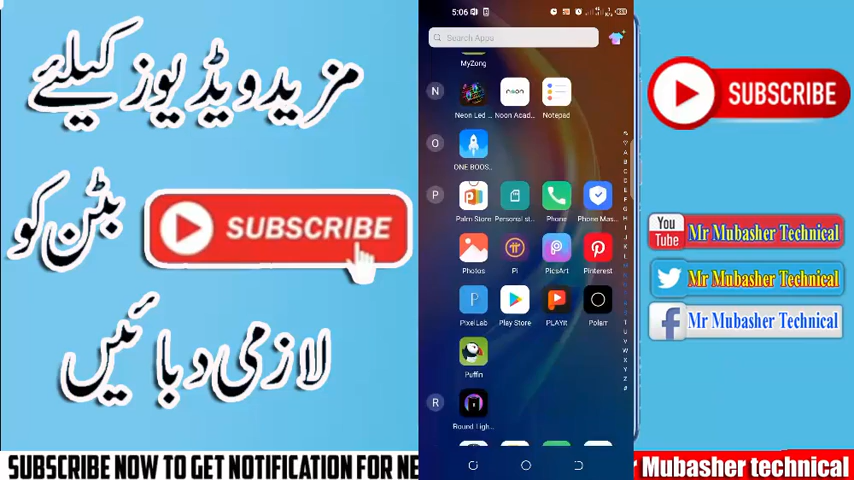 مزید ویڈیوز کیلئے
بٹن کو
SUBSCRIBE
لازمی دبائیں
5:06
Search Apps
MyZong
N
Neon Led ..
Noon Acad..
Notepad
O
ONE BOOS..
P
Palm Store
Personal st..
Phone
Phone Mas..
Photos
Pi
PicsArt
Pinterest
PixelLab
Play Store
PLAYit
Polarr
Puffin
R
Round Ligh..
SUBSCRIBE
You
Tube
Mr Mubasher Technical
Mr Mubasher Technical
Mr Mubasher Technical
SUBSCRIBE NOW TO GET NOTIFICATION FOR NE
r Mubasher technical